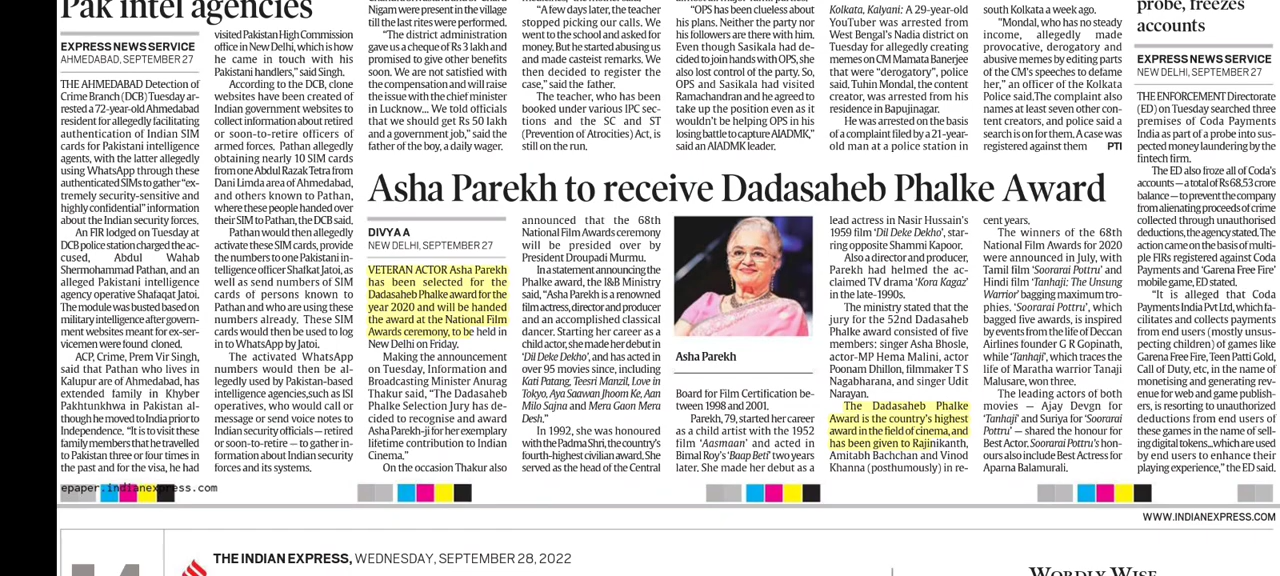 Pak intel agencies
EXPRESS NEWS SERVICE
AHMEDABAD, SEPTEMBER 27
THE AHMEDABAD Detection of
Crime Branch (DCB) Tuesday ar-
rested a 72-year-old Ahmedabad
resident for allegedly facilitating
authentication of Indian SIM
cards for Pakistani intelligence
agents, with the latter allegedly
using WhatsApp through these
authenticated SIMs to gather "ex-
tremely security-sensitive and
highly confidential" information
about the Indian security forces.
An FIR lodged on Tuesday at
DCB police station charged the ac-
cused, Abdul Wahab
Shermohammad Pathan, and an
alleged Pakistani intelligence
agency operative Shafaqat Jatoi.
The module was busted based on
military intelligence after govern-
ment websites meant for ex-ser-
vicemen were found cloned.
ACP, Crime, Prem Vir Singh,
said that Pathan who lives in
Kalupur are of Ahmedabad, has
extended family in Khyber
Pakhtunkhwa in Pakistan al-
though he moved to India prior to
Independence. "It is to visit these
family members that he travelled
to Pakistan three or four times in
the past and for the visa, he had
visited Pakistan High Commission
office in New Delhi, which is how
he came in touch with his
Pakistani handlers," said Singh.
According to the DCB, clone
websites have been created of
Indian government websites to
collect information about retired
or soon-to-retire officers of
armed forces. Pathan allegedly
obtaining nearly 10 SIM cards
from one Abdul Razak Tetra from
Dani Limda area of Ahmedabad,
and others known to Pathan,
where these people handed over
their SIM to Pathan, the DCB said.
Pathan would then allegedly
activate these SIM cards, provide
the numbers to one Pakistani in-
telligence officer Shafkat Jatoi, as
well as send numbers of SIM
cards of persons known to
Pathan and who are using these
numbers already. These SIM
cards would then be used to log
in to WhatsApp by Jatoi.
The activated WhatsApp
numbers would then be al-
legedly used by Pakistan-based
intelligence agencies, such as ISI
operatives, who would call or
message or send voice notes to
Indian security officials — retired
or soon-to-retire — to gather in-
formation about Indian security
forces and its systems.
Nigam were present in the village
till the last rites were performed.
"The district administration
gave us a cheque of Rs 3 lakh and
promised to give other benefits
soon. We are not satisfied with
the compensation and will raise
the issue with the chief minister
in Lucknow... We told officials
that we should get Rs 50 lakh
and a government job," said the
father of the boy, a daily wager.
"A few days later, the teacher
stopped picking our calls. We
went to the school and asked for
money. But he started abusing us
and made casteist remarks. We
then decided to register the
case," said the father.
The teacher, who has been
booked under various IPC sec-
tions and the SC and ST
(Prevention of Atrocities) Act, is
still on the run.
"OPS has been clueless about
his plans. Neither the party nor
his followers are there with him.
Even though Sasikala had de-
cided to join hands with OPS, she
also lost control of the party. So,
OPS and Sasikala had visited
Ramachandran and he agreed to
take up the position even as it
wouldn't be helping OPS in his
losing battle to capture AIADMK,"
said an AIADMK leader.
Kolkata, Kalyani: A 29-year-old
YouTuber was arrested from
West Bengal's Nadia district on
Tuesday for allegedly creating
memes on CM Mamata Banerjee
that were "derogatory", police
said. Tuhin Mondal, the content
creator, was arrested from his
residence in Rapujinagar.
He was arrested on the basis
of a complaint filed by a 21-year-
old man at a police station in
south Kolkata a week ago.
"Mondal, who has no steady
income, allegedly made
provocative, derogatory and
abusive memes by editing parts
of the CM's speeches to defame
her," an officer of the Kolkata
Police said. The complaint also
names at least seven other con-
tent creators, and police said a
search is on for them. A case was
registered against them PTI
Asha Parekh to receive Dadasaheb Phalke Award
DIVYA A
NEW DELHI, SEPTEMBER 27
VETERAN ACTOR Asha Parekh
has been selected for the
Dadasaheb Phalke award for the
year 2020 and will be handed
the award at the National Film
Awards ceremony, to be held in
New Delhi on Friday.
Making the announcement
on Tuesday, Information and
Broadcasting Minister Anurag
Thakur said, "The Dadasaheb
Phalke Selection Jury has de-
cided to recognise and award
Asha Parekh-ji for her exemplary
lifetime contribution to Indian
Cinema,"
On the occasion Thakur also
announced that the 68th
National Film Awards ceremony
will be presided over by
President Droupadi Murmu.
In a statement announcing the
Phalke award, the I&B Ministry
said, "Asha Parekh is a renowned
film actress, director and producer
and an accomplished classical
dancer. Starting her career as a
child actor, she made her debut in
'Dil Deke Dekho', and has acted in
over 95 movies since, including
Kati Patang, Teesri Manzil, Love in
Tokyo, Aya Saawan Jhoom Ke, Aan
Milo Sajna and Mera Gaon Mera
Desh."
In 1992, she was honoured
with the Padma Shri, the country's
fourth-highest civilian award. She
served as the head of the Central
Asha Parekh
Board for Film Certification be-
tween 1998 and 2001.
Parekh, 79, started her career
as a child artist with the 1952
film 'Aasmaan' and acted in
Bimal Roy's 'Baap Beti' two years
later. She made her debut as a
lead actress in Nasir Hussain's
1959 film 'Dil Deke Dekho', star-
ring opposite Shammi Kapoor.
Also a director and producer,
Parekh had helmed the ac-
claimed TV drama 'Kora Kagaz'
in the late-1990s.
The ministry stated that the
jury for the 52nd Dadasaheb
Phalke award consisted of five
members: singer Asha Bhosle,
actor-MP Hema Malini, actor
Poonam Dhillon, filmmaker T S
Nagabharana, and singer Udit
Narayan.
The Dadasaheb Phalke
Award is the country's highest
award in the field of cinema, and
has been given to Rajinikanth,
Amitabh Bachchan and Vinod
Khanna (posthumously) in re-
cent years.
The winners of the 68th
National Film Awards for 2020
were announced in July, with
Tamil film 'Soorarai Pottru' and
Hindi film 'Tanhaji: The Unsung
Warrior' bagging maximum tro-
phies. 'Soorarai Pottru', which
bagged five awards, is inspired
by events from the life of Deccan
Airlines founder G R Gopinath,
while 'Tanhaji', which traces the
life of Maratha warrior Tanaji
Malusare, won three.
The leading actors of both
movies — Ajay Devgn for
'Tanhaji' and Suriya for 'Soorarai
Pottru' — shared the honour for
Best Actor. Soorarai Pottru's hon-
ours also include Best Actress for
Aparna Balamurali.
probe, freezes
accounts
EXPRESS NEWS SERVICE
NEW DELHI, SEPTEMBER 27
THE ENFORCEMENT Directorate
(ED) on Tuesday searched three
premises of Coda Payments
India as part of a probe into sus-
pected money laundering by the
fintech firm.
The ED also froze all of Coda's
accounts — a total of Rs 68.53 crore
balance — to prevent the company
from alienating proceeds of crime
collected through unauthorised
deductions, the agency stated. The
action came on the basis of multi-
ple FIRs registered against Coda
Payments and 'Garena Free Fire'
mobile game, ED stated.
"It is alleged that Coda
Payments India Pvt Ltd, which fa-
cilitates and collects payments
from end users (mostly unsus-
pecting children) of games like
Garena Free Fire, Teen Patti Gold,
Call of Duty, etc, in the name of
monetising and generating rev-
enue for web and game publish-
ers, is resorting to unauthorized
deductions from end users of
these games in the name of sell-
ing digital tokens...which are used
by end users to enhance their
playing experience," the ED said.
epaper.indianexpress.com
WWW.INDIANEXPRESS.COM
THE INDIAN EXPRESS, WEDNESDAY, SEPTEMBER 28, 2022
WORDLY WISE